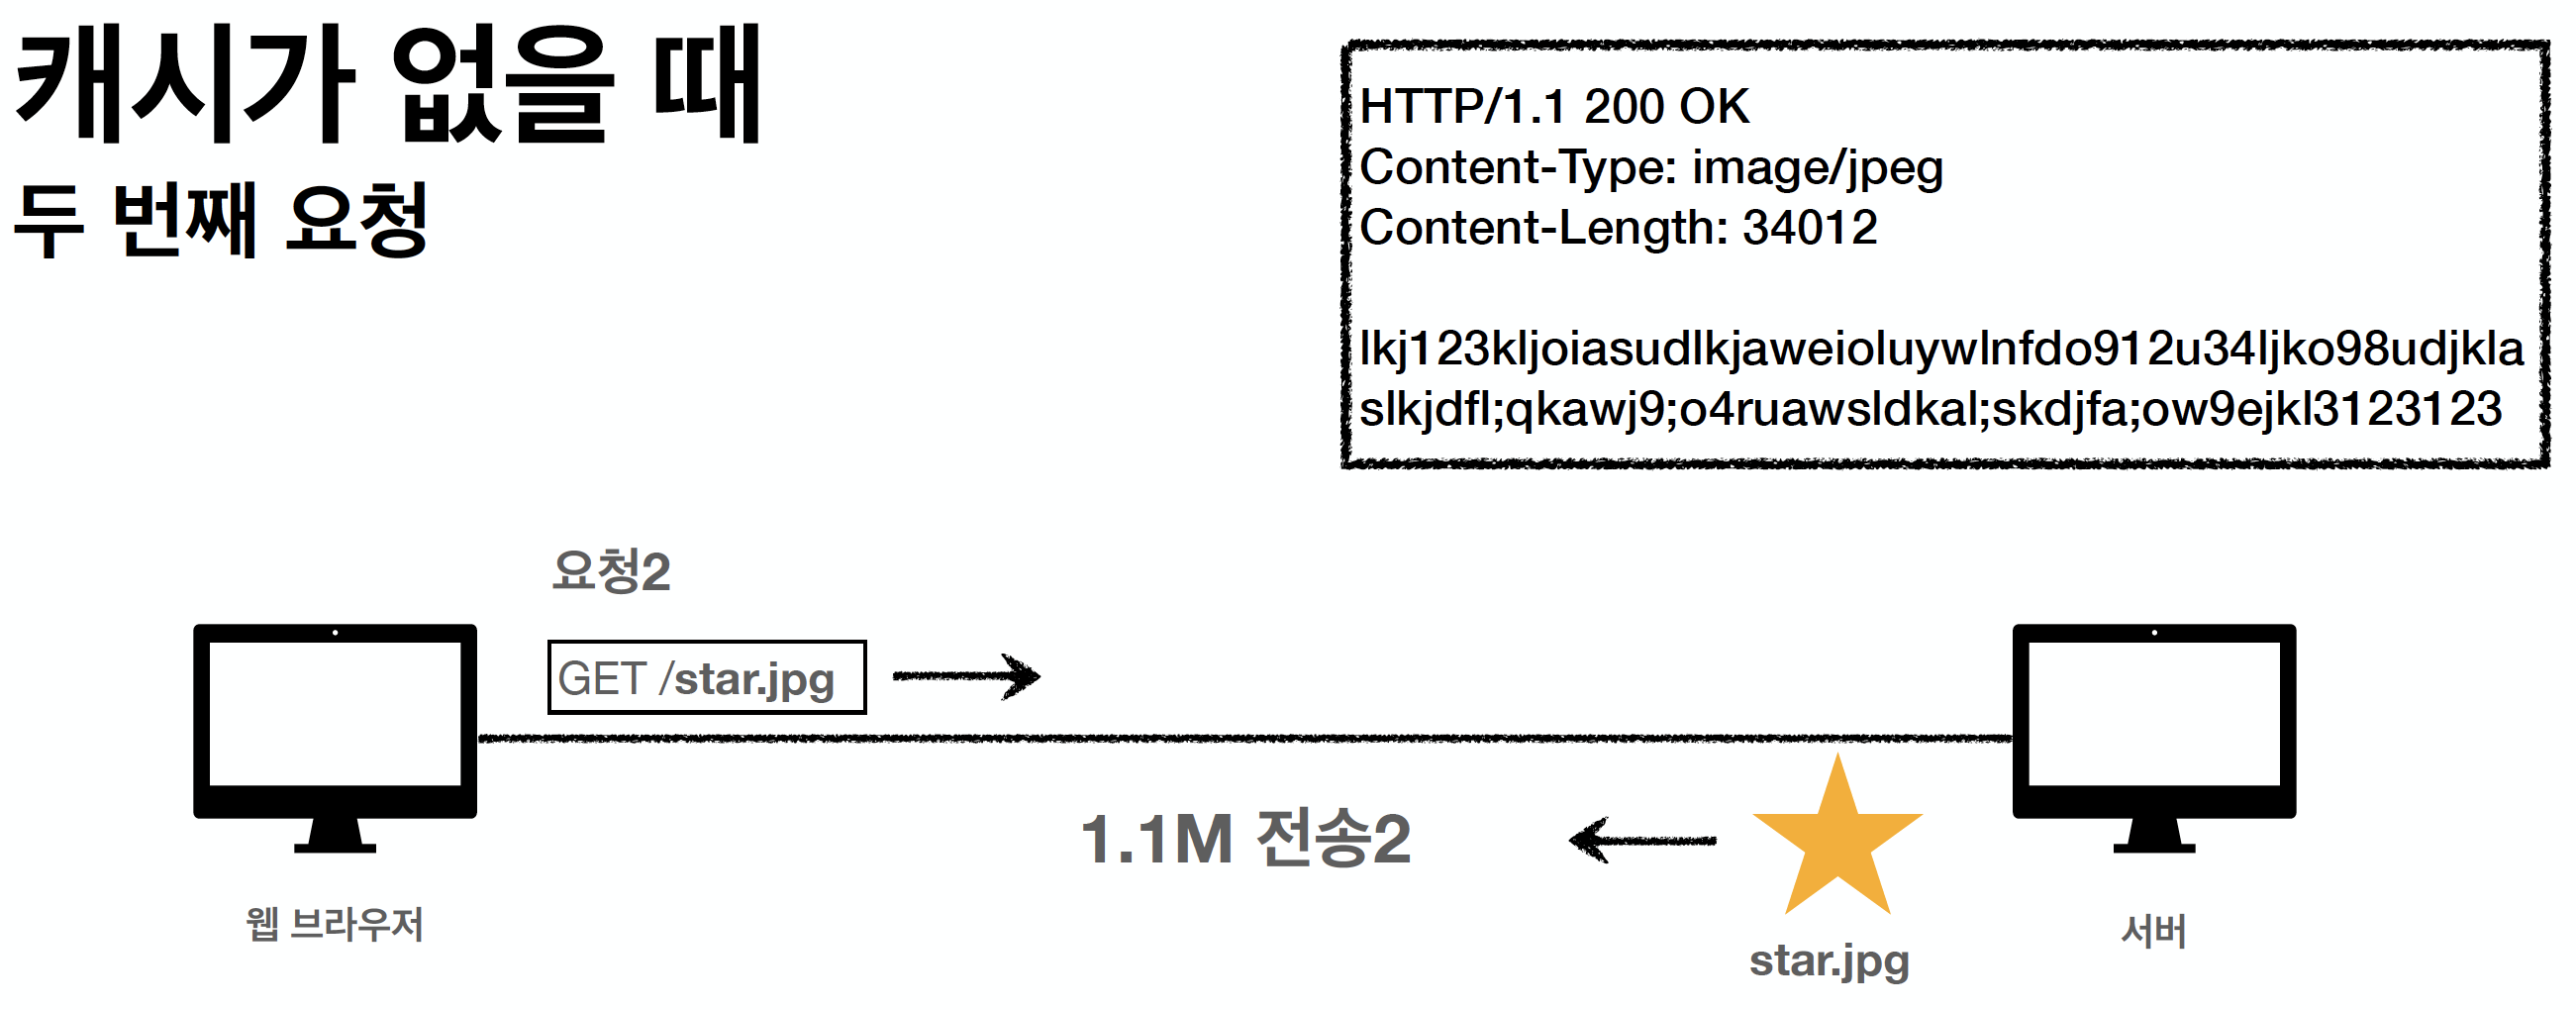 캐시가 없을 때
두 번째 요청
HTTP/1.1 200 OK
Content-Type: image/jpeg
Content-Length: 34012
lkj123kljoiasudlkjaweioluywlnfdo912u34ljko98udjkla
slkjdfl;qkawj9;o4ruawsldkal;skdjfa;ow9ejkl3123123
요청2
GET /star.jpg
1.1M 전송2
웹 브라우저
star.jpg
서버